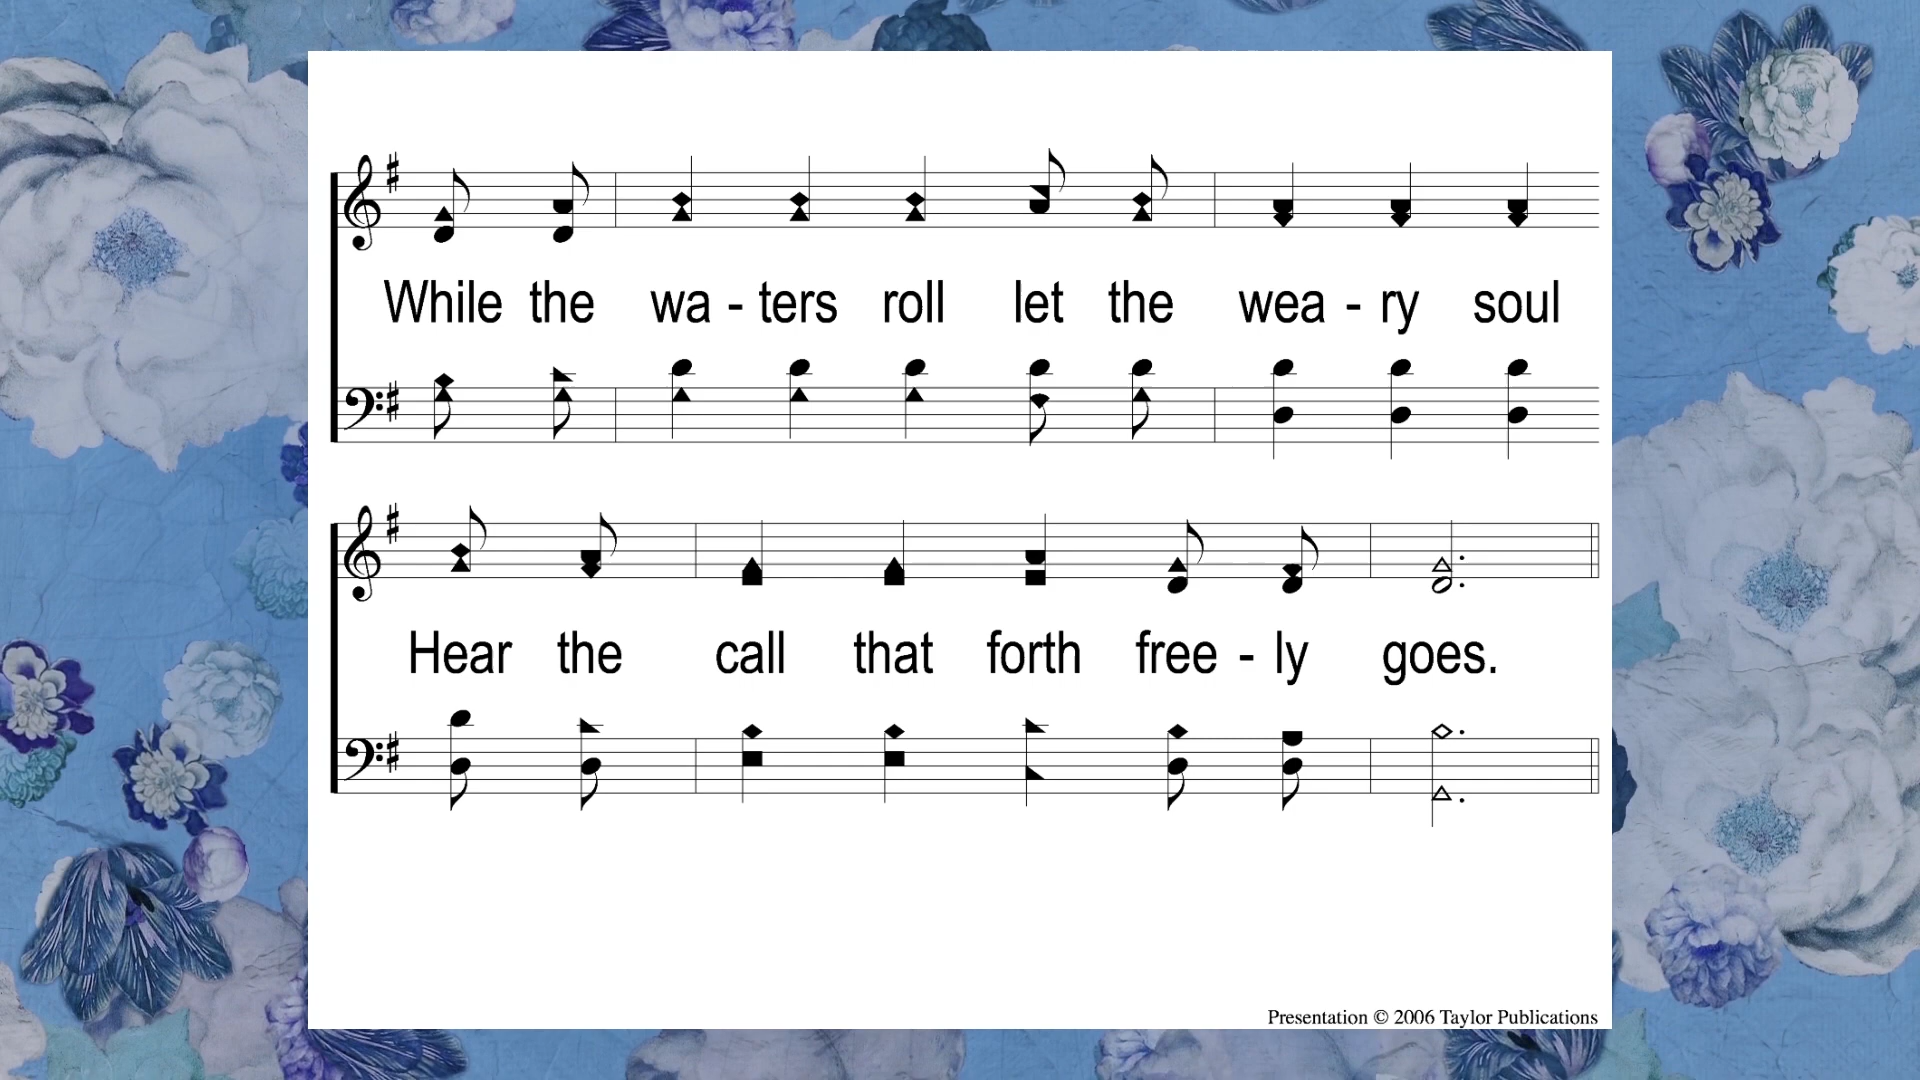 While the wa - ters roll let the wea - ry soul
Hear the call that forth free - ly goes.
Presentation © 2006 Taylor Publications